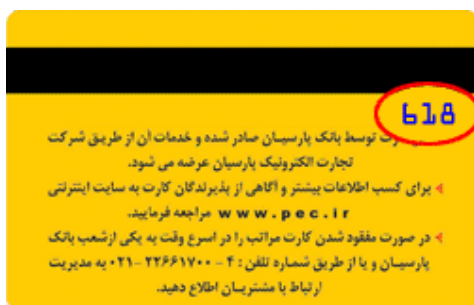 618
کارت توسط بانک پارسیان صادر شده و خدمات آن از طریق شرکت
تجارت الکترونیک پارسیان عرضه می شود.
برای کسب اطلاعات بیشتر و آگاهی از پذیرندگان کارت به سایت اینترنتی
www.pec.ir مراجعه فرمایید.
در صورت مفقود شدن کارت مراتب را در اسرع وقت به یکی ازشعب بانک
پارسیان و یا از طریق شماره تلفن : ۴ - ۲۲۶۶۱۷۰۰ -۰۲۱ به مدیریت
ارتباط با مشتریان اطلاع دهید.